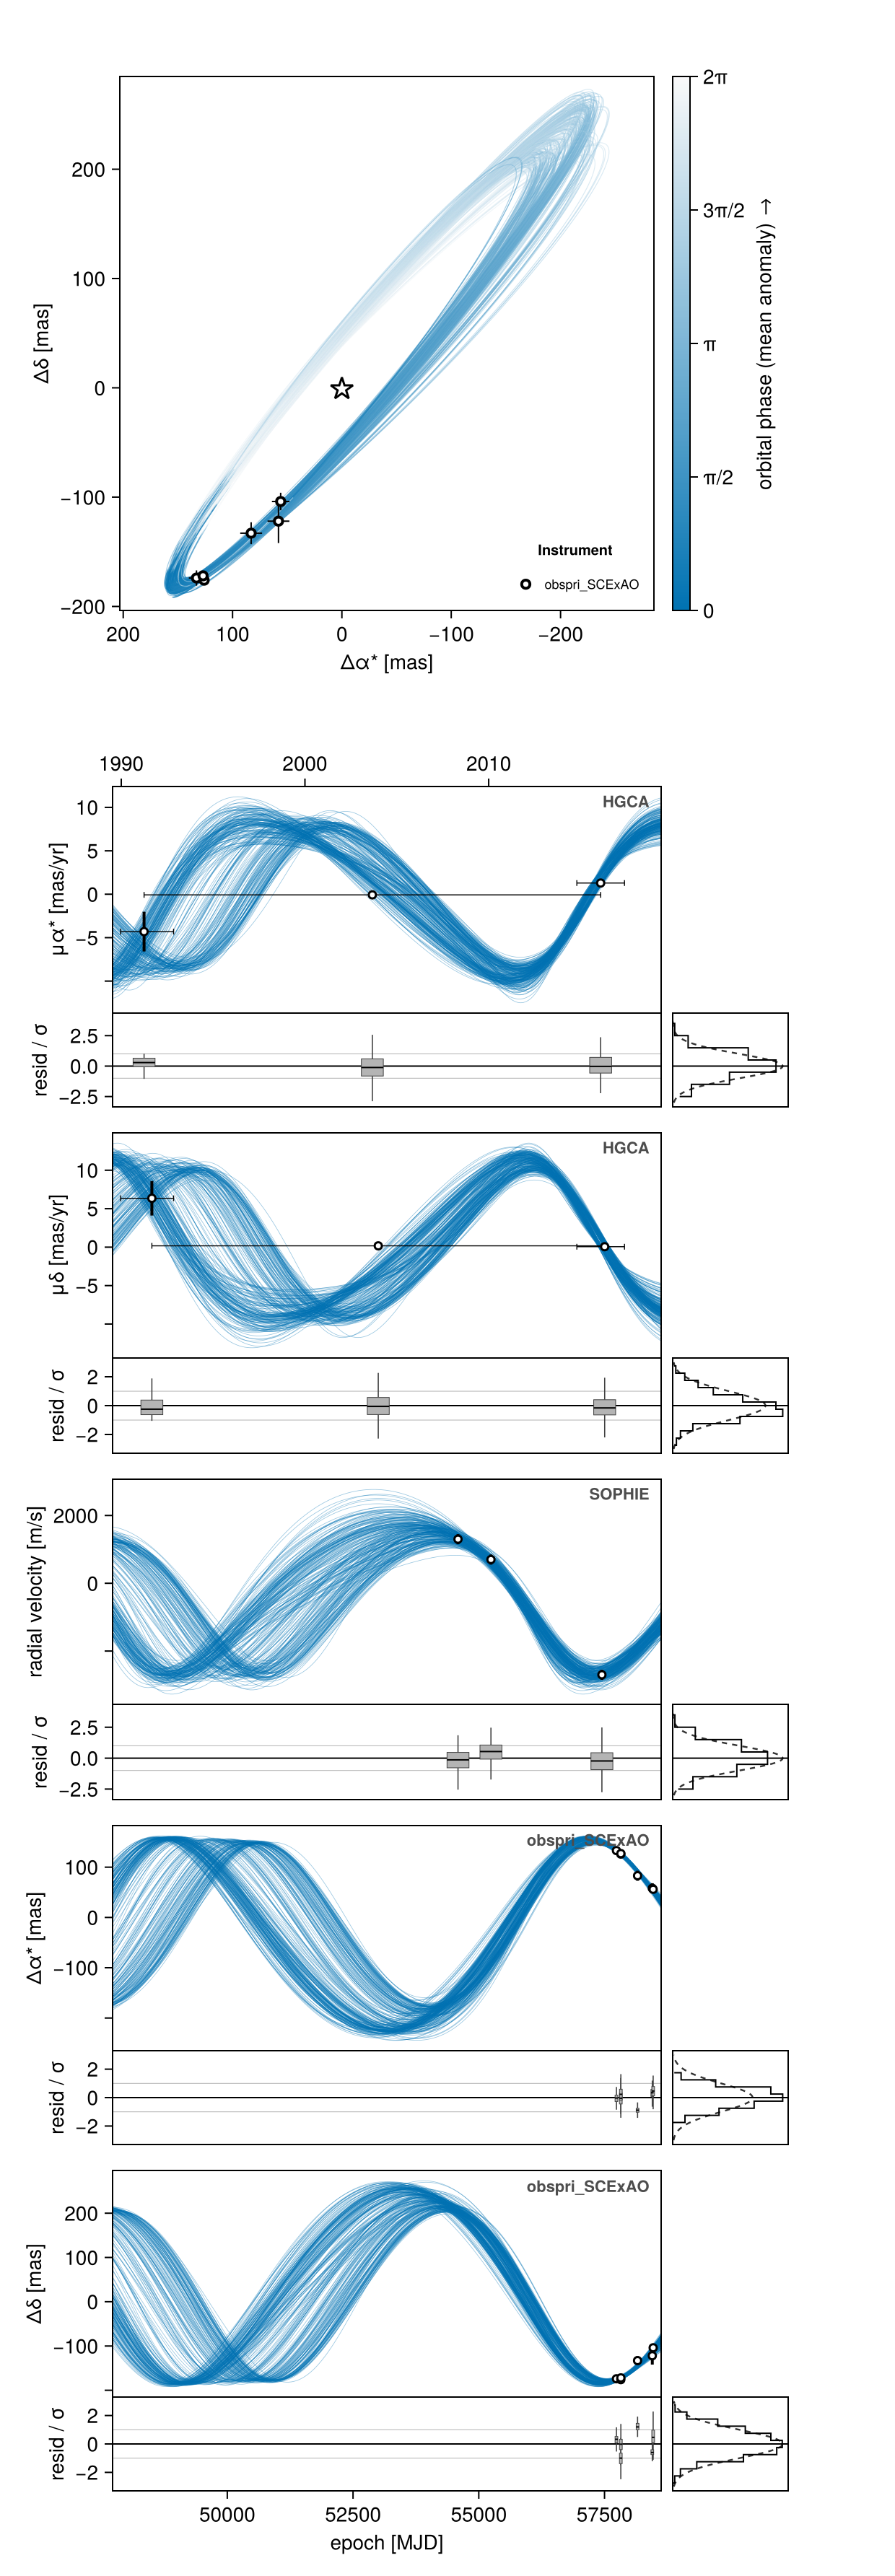 2π
200
3π/2
100
Δδ [mas]
0
π
orbital phase (mean anomaly) →
−100
π/2
Instrument
obspri_SCExAO
−200
0
200 100 0 −100 −200
Δα* [mas]
1990 2000 2010
HGCA
10
5
0
−5
μα* [mas/yr]
2.5
0.0
−2.5
resid / σ
HGCA
10
5
0
−5
μδ [mas/yr]
2
0
−2
resid / σ
SOPHIE
2000
0
radial velocity [m/s]
2.5
0.0
−2.5
resid / σ
obspri_SCExAO
100
0
−100
Δα* [mas]
2
0
−2
resid / σ
obspri_SCExAO
200
100
0
−100
Δδ [mas]
2
0
−2
resid / σ
50000 52500 55000 57500
epoch [MJD]